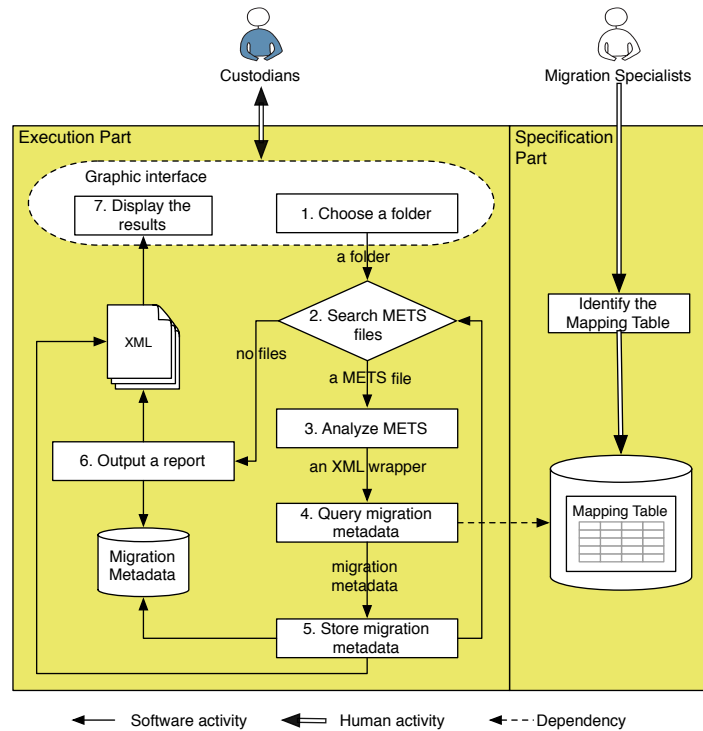 Custodians
Migration Specialists
Execution Part
Specification
Part
Graphic interface
7. Display the
results
1. Choose a folder
a folder
2. Search METS
files
Identify the
Mapping Table
XML
no files
a METS file
3. Analyze METS
6. Output a report
an XML wrapper
4. Query migration
metadata
Mapping Table
Migration
Metadata
migration
metadata
5. Store migration
metadata
Software activity
Human activity
Dependency